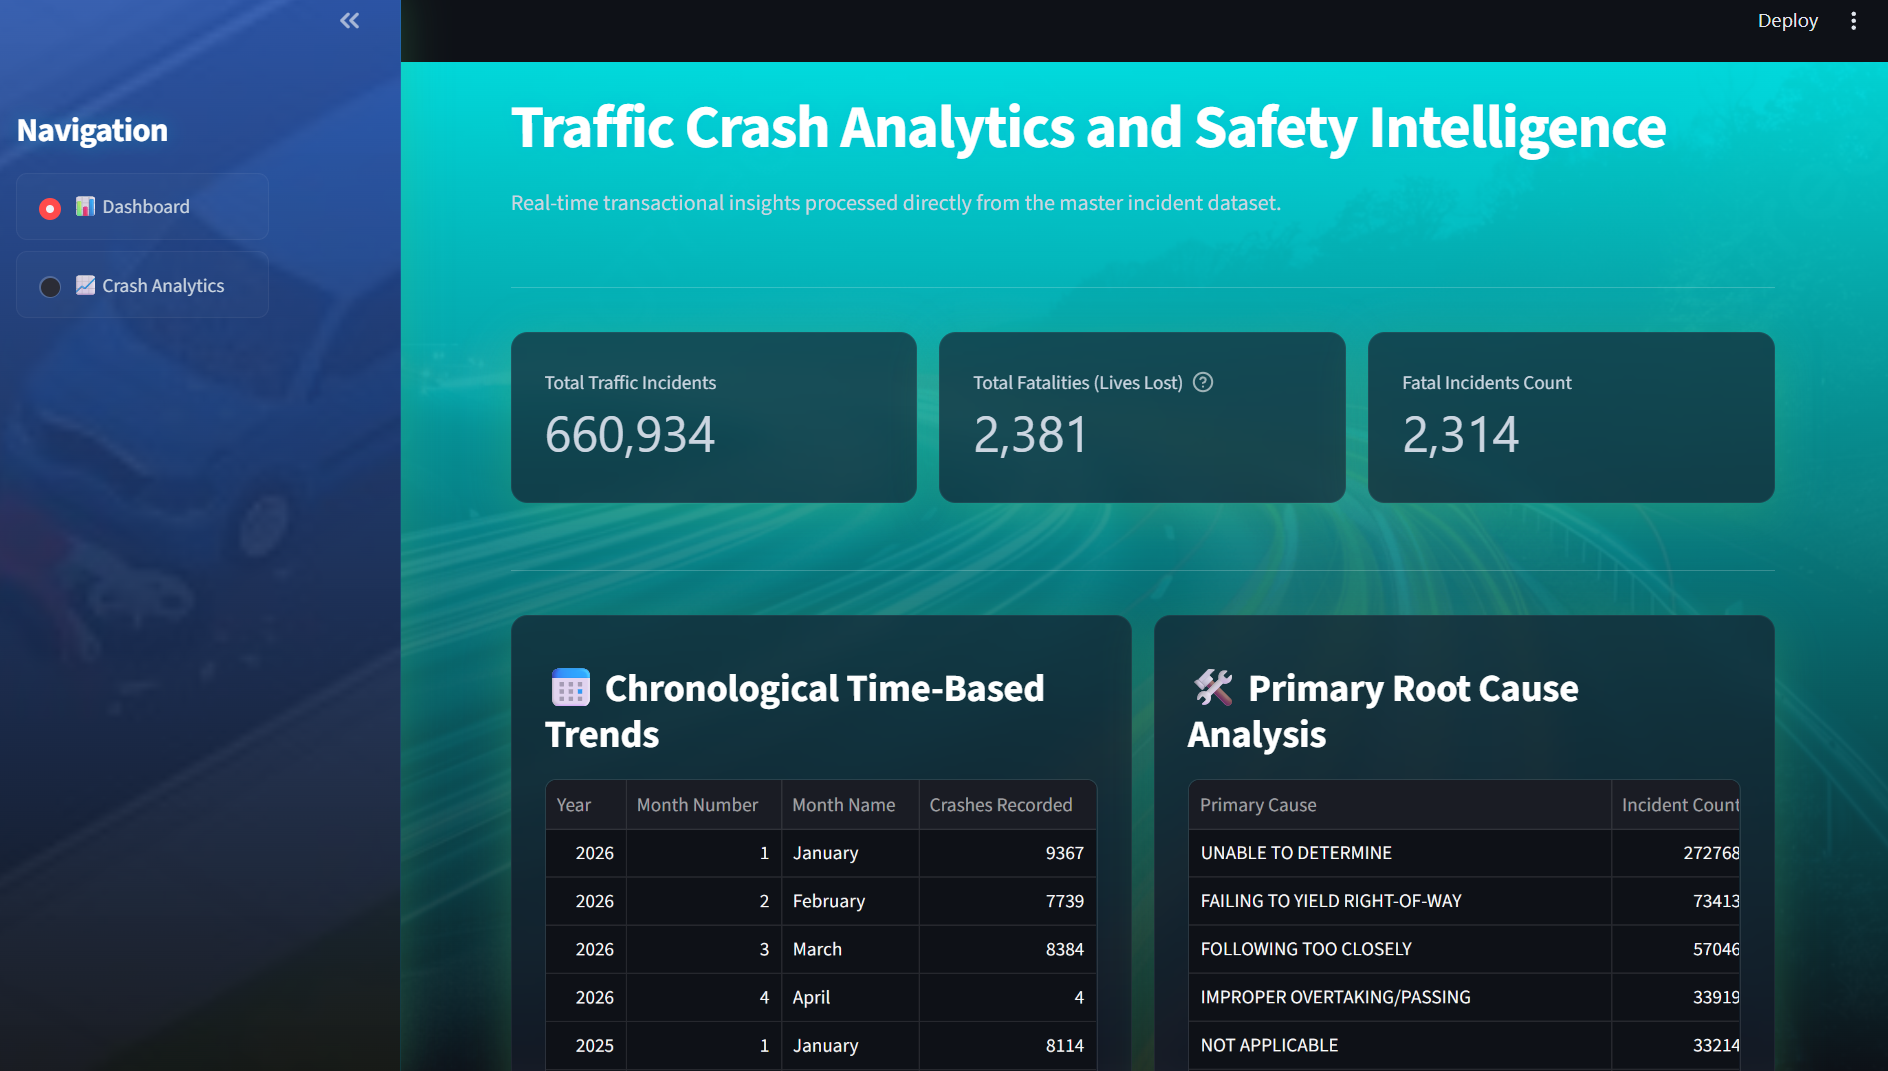 Deploy
Navigation
Dashboard
Crash Analytics
Traffic Crash Analytics and Safety Intelligence
Real-time transactional insights processed directly from the master incident dataset.
Total Traffic Incidents
660,934
Total Fatalities (Lives Lost)
2,381
Fatal Incidents Count
2,314
Chronological Time-Based
Trends
Year Month Number Month Name Crashes Recorded
2026 1 January 9367
2026 2 February 7739
2026 3 March 8384
2026 4 April 4
2025 1 January 8114
Primary Root Cause
Analysis
Primary Cause Incident Count
UNABLE TO DETERMINE 272768
FAILING TO YIELD RIGHT-OF-WAY 73413
FOLLOWING TOO CLOSELY 57046
IMPROPER OVERTAKING/PASSING 33919
NOT APPLICABLE 33214